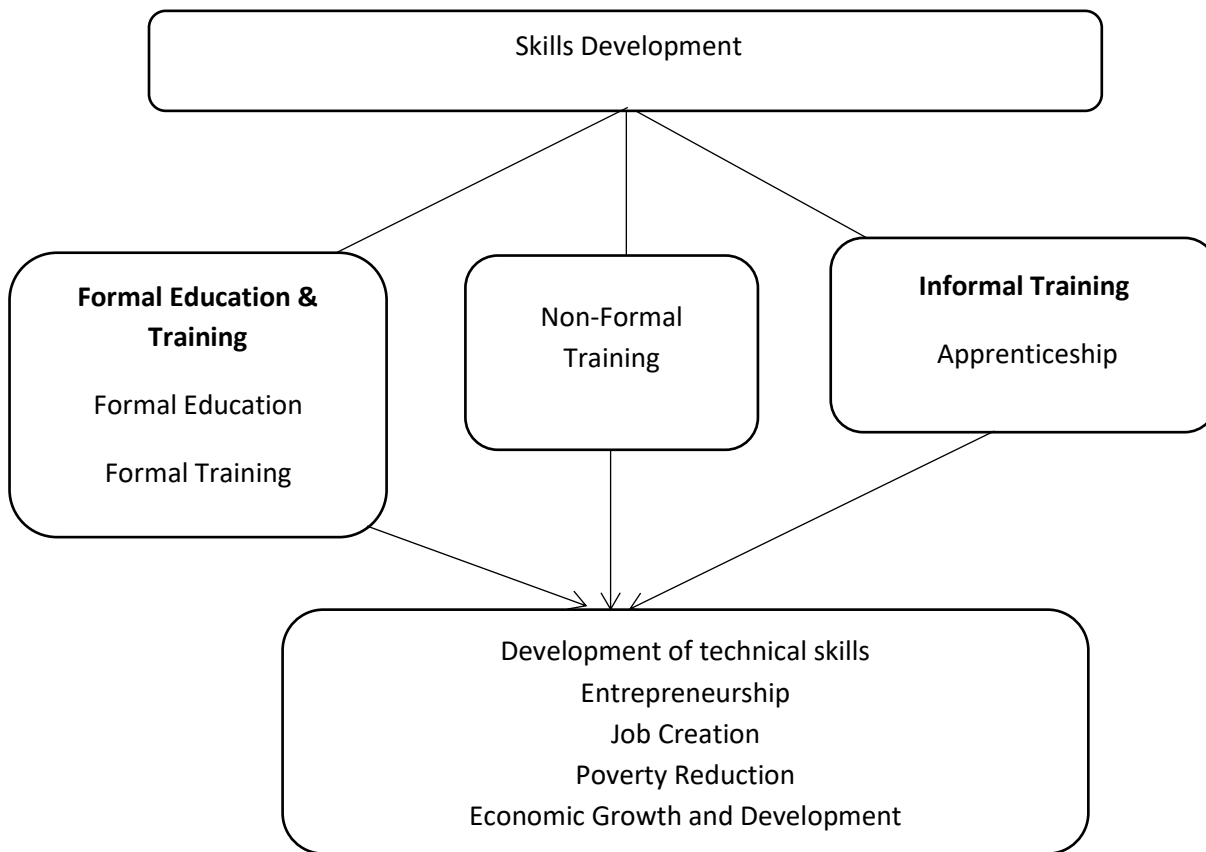 Skills Development
Formal Education &
Training
Formal Education
Formal Training
Non-Formal
Training
Informal Training
Apprenticeship
Development of technical skills
Entrepreneurship
Job Creation
Poverty Reduction
Economic Growth and Development